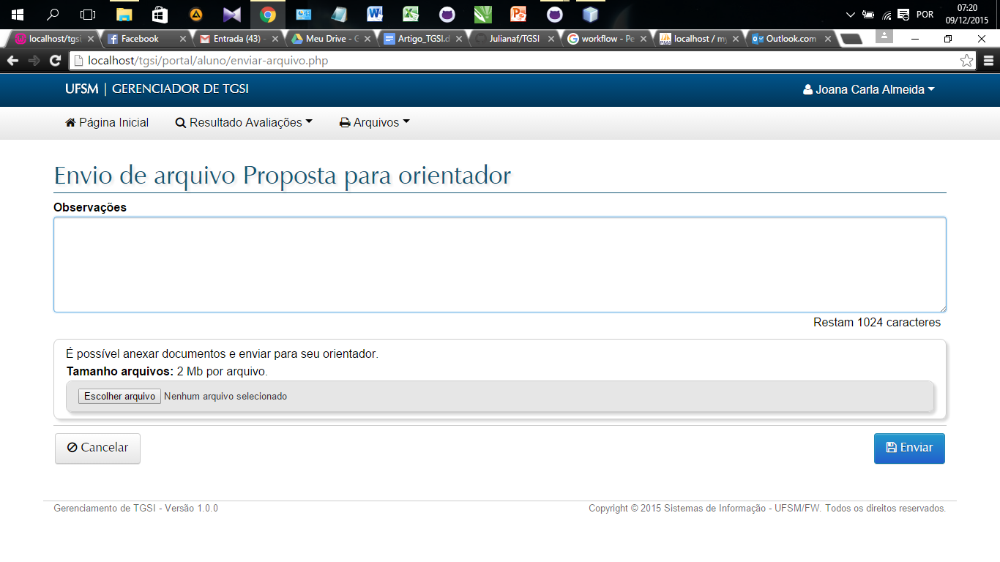 07:20
POR
09/12/2015
localhost/tgsi
Facebook
Entrada (43) -
Meu Drive - G
Artigo_TGSI.d
Julianaf/TGSI
workflow - Pe
localhost / my
Outlook.com
localhost/tgsi/portal/aluno/enviar-arquivo.php
UFSM | GERENCIADOR DE TGSI
Joana Carla Almeida
Página Inicial
Resultado Avaliações
Arquivos
Envio de arquivo Proposta para orientador
Observações
Restam 1024 caracteres
É possível anexar documentos e enviar para seu orientador.
Tamanho arquivos: 2 Mb por arquivo.
Escolher arquivo Nenhum arquivo selecionado
Cancelar
Enviar
Gerenciamento de TGSI - Versão 1.0.0
Copyright © 2015 Sistemas de Informação - UFSM/FW. Todos os direitos reservados.